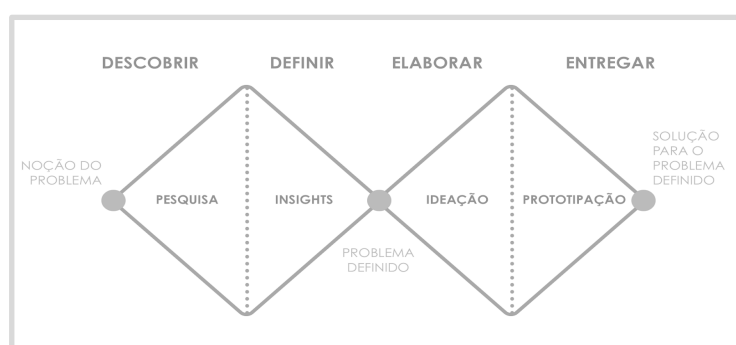 DESCOBRIR DEFINIR ELABORAR ENTREGAR
NOÇÃO DO
PROBLEMA
PESQUISA
INSIGHTS
PROBLEMA
DEFINIDO
IDEAÇÃO
PROTOTIPAÇÃO
SOLUÇÃO
PARA O
PROBLEMA
DEFINIDO